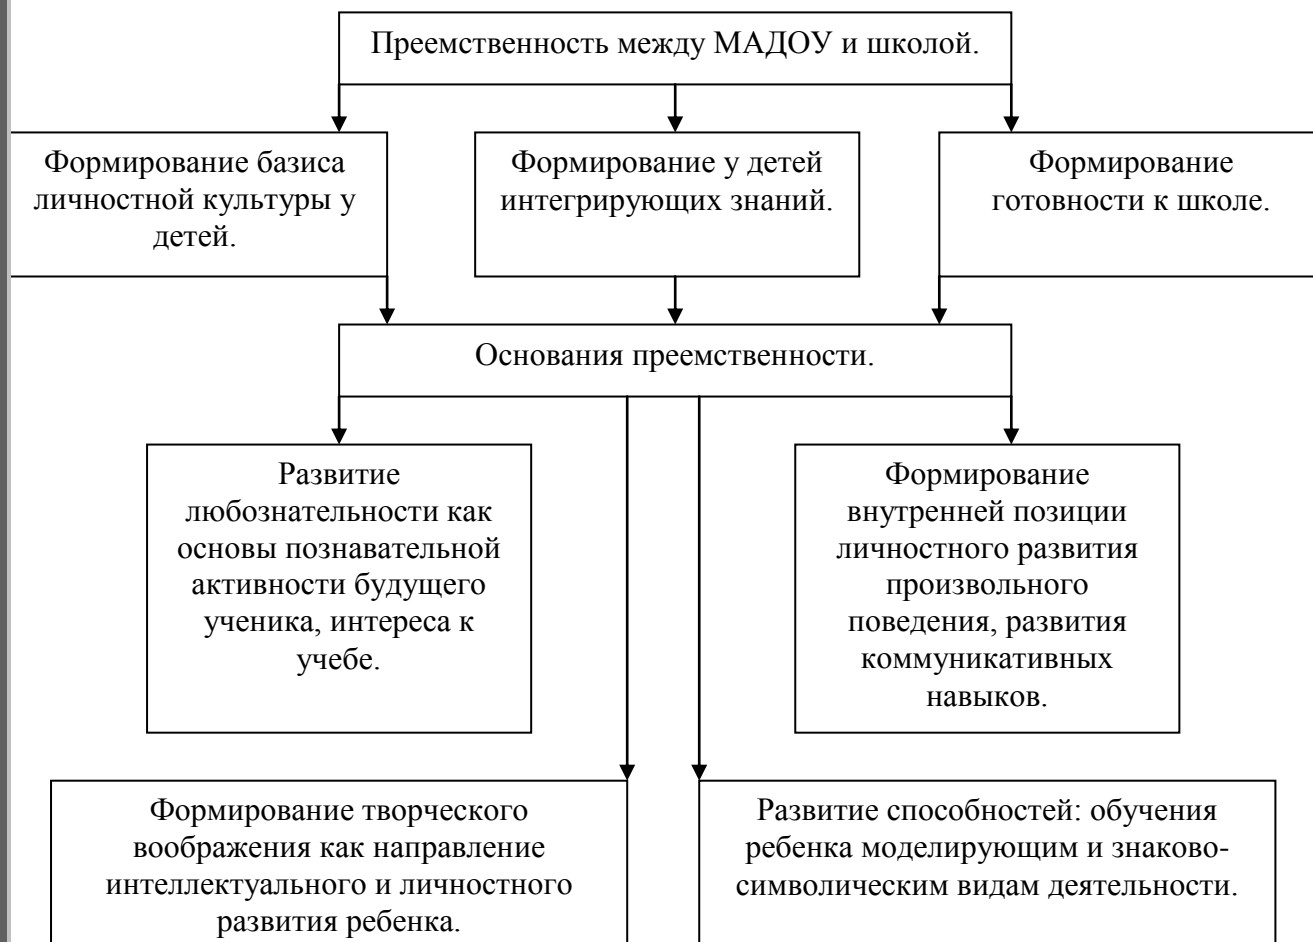 Преемственность между МАДОУ и школой.
Формирование базиса
личностной культуры у
детей.
Формирование у детей
интегрирующих знаний.
Формирование
готовности к школе.
Основания преемственности.
Развитие
любознательности как
основы познавательной
активности будущего
ученика, интереса к
учебе.
Формирование
внутренней позиции
личностного развития
произвольного
поведения, развития
коммуникативных
навыков.
Формирование творческого
воображения как направление
интеллектуального и личностного
развития ребенка.
Развитие способностей: обучения
ребенка моделирующим и знаково-
символическим видам деятельности.